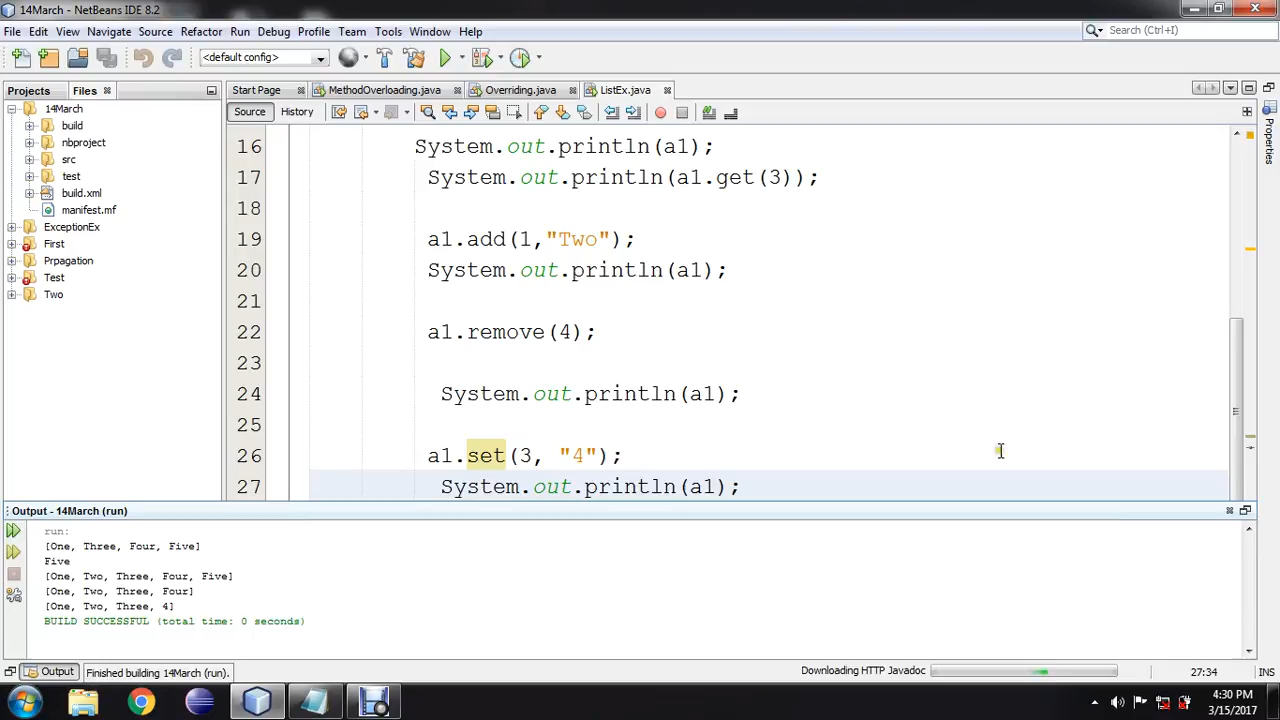 14March - NetBeans IDE 8.2
File Edit View Navigate Source Refactor Run Debug Profile Team Tools Window Help
Search (Ctrl+I)
<default config>
Projects Files
Start Page MethodOverloading.java Overriding.java ListEx.java
Source History
Properties
14March
build
nbproject
src
test
build.xml
manifest.mf
ExceptionEx
First
Prpagation
Test
Two
16 System.out.println(a1);
17 System.out.println(a1.get(3));
18
19 a1.add(1,"Two");
20 System.out.println(a1);
21
22 a1.remove(4);
23
24 System.out.println(a1);
25
26 a1.set(3, "4");
27 System.out.println(a1);
Output - 14March (run)
run:
[One, Three, Four, Five]
Five
[One, Two, Three, Four, Five]
[One, Two, Three, Four]
[One, Two, Three, 4]
BUILD SUCCESSFUL (total time: 0 seconds)
Output
Finished building 14March (run).
Downloading HTTP Javadoc
27:34
INS
4:30 PM
3/15/2017